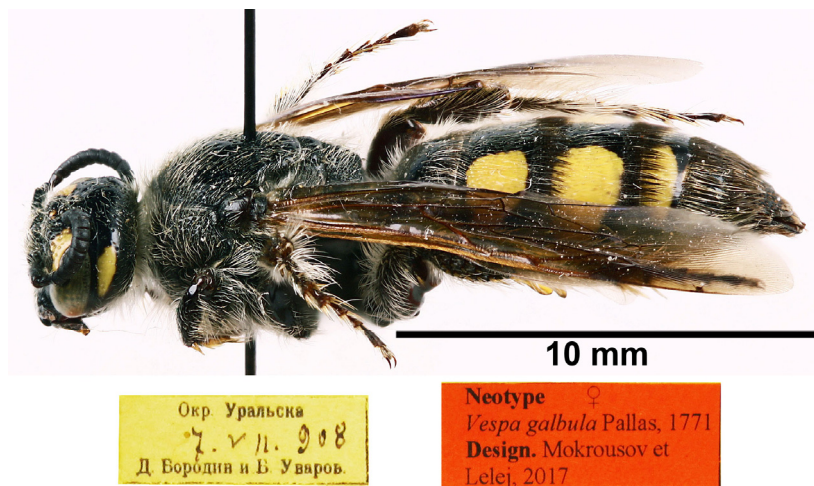 10 mm
Окр. Уральска
7. VII. 908
Д. Бородин и Б. Уваров.
Neotype ♀
Vespa galbula Pallas, 1771
Design. Mokrousov et
Lelej, 2017